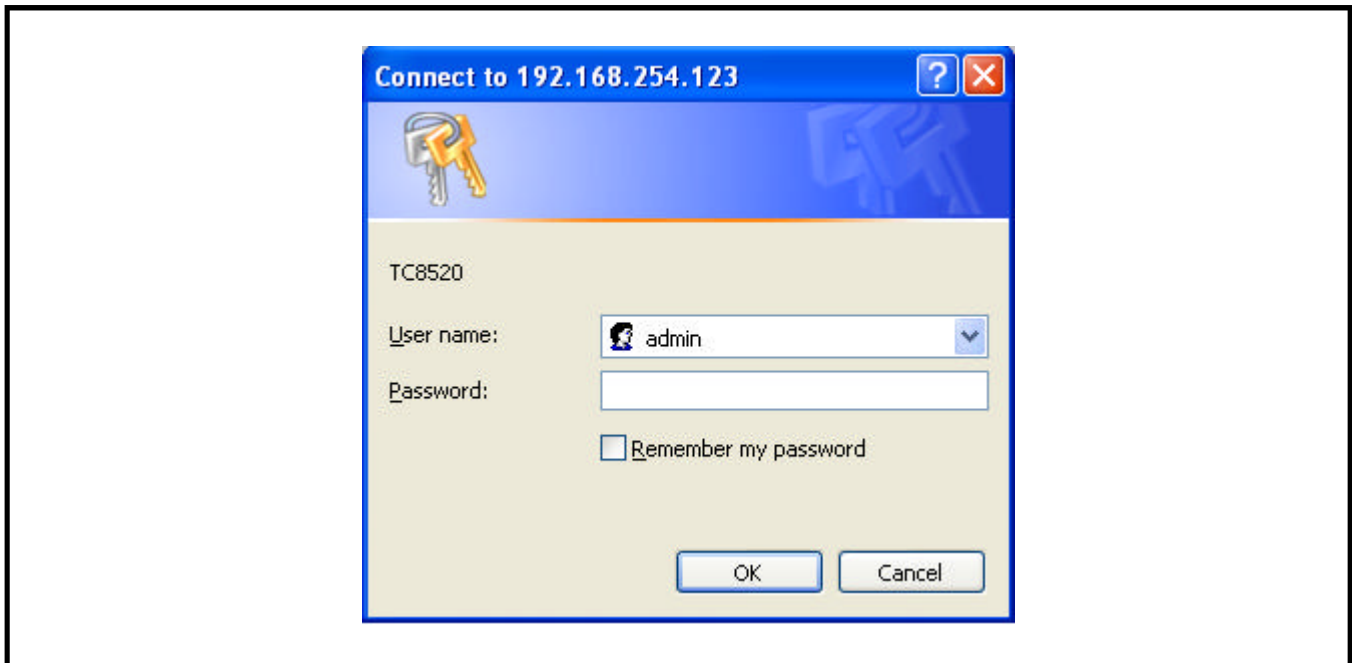 Connect to 192.168.254.123
TC8520
User name: admin
Password:
Remember my password
OK Cancel